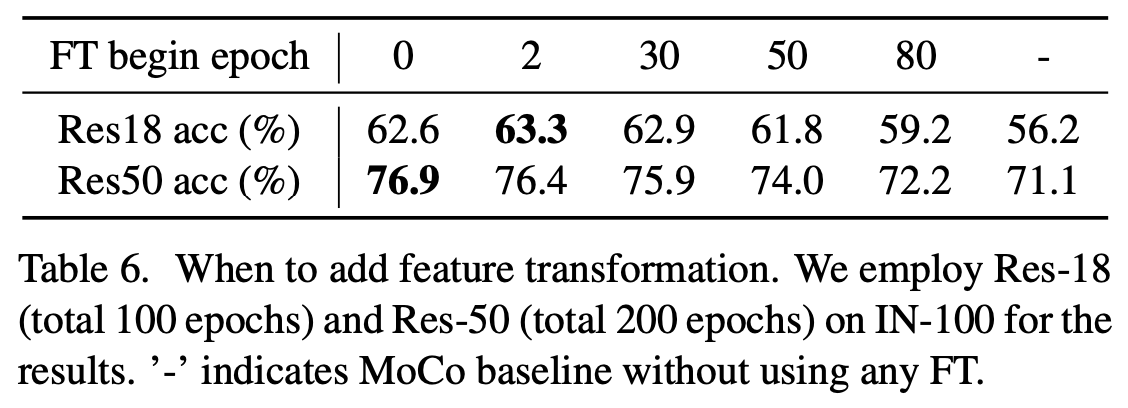 FT begin epoch 0 2 30 50 80 -
Res18 acc (%) 62.6 63.3 62.9 61.8 59.2 56.2
Res50 acc (%) 76.9 76.4 75.9 74.0 72.2 71.1
Table 6. When to add feature transformation. We employ Res-18
(total 100 epochs) and Res-50 (total 200 epochs) on IN-100 for the
results. ’-’ indicates MoCo baseline without using any FT.